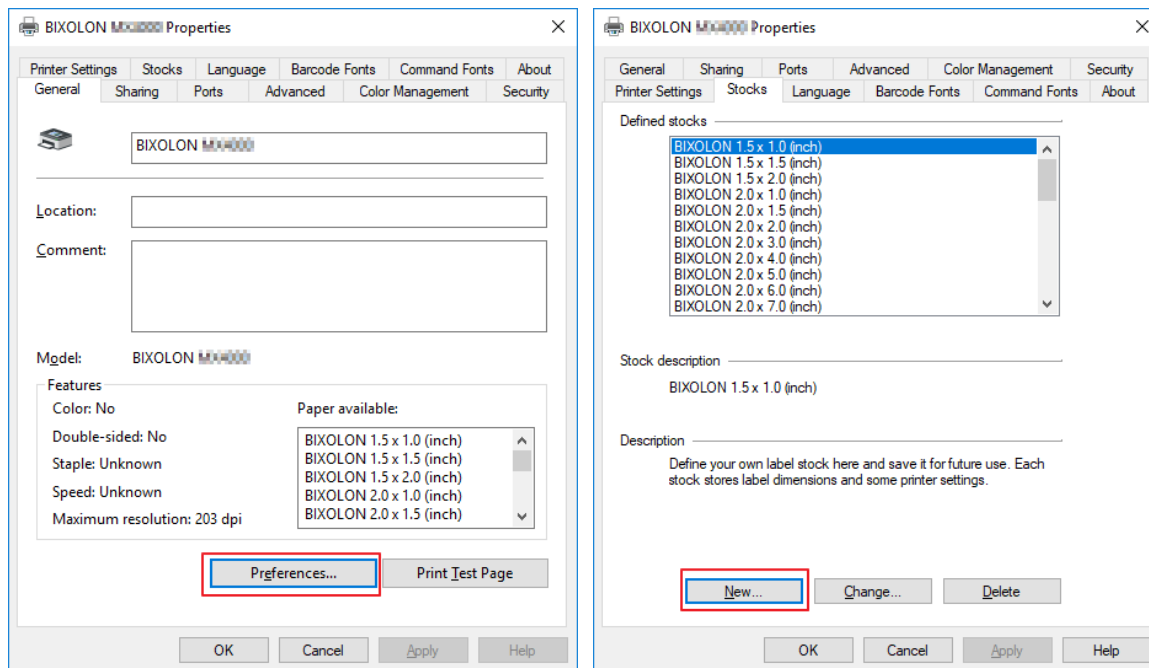 BIXOLON Properties
Printer Settings Stocks Language Barcode Fonts Command Fonts About
General Sharing Ports Advanced Color Management Security
BIXOLON
Location:
Comment:
Model: BIXOLON
Features
Color: No
Double-sided: No
Staple: Unknown
Speed: Unknown
Maximum resolution: 203 dpi
Paper available:
BIXOLON 1.5 x 1.0 (inch)
BIXOLON 1.5 x 1.5 (inch)
BIXOLON 1.5 x 2.0 (inch)
BIXOLON 2.0 x 1.0 (inch)
BIXOLON 2.0 x 1.5 (inch)
Preferences... Print Test Page
OK Cancel Apply Help
BIXOLON Properties
General Sharing Ports Advanced Color Management Security
Printer Settings Stocks Language Barcode Fonts Command Fonts About
Defined stocks
BIXOLON 1.5 x 1.0 (inch)
BIXOLON 1.5 x 1.5 (inch)
BIXOLON 1.5 x 2.0 (inch)
BIXOLON 2.0 x 1.0 (inch)
BIXOLON 2.0 x 1.5 (inch)
BIXOLON 2.0 x 2.0 (inch)
BIXOLON 2.0 x 3.0 (inch)
BIXOLON 2.0 x 4.0 (inch)
BIXOLON 2.0 x 5.0 (inch)
BIXOLON 2.0 x 6.0 (inch)
BIXOLON 2.0 x 7.0 (inch)
Stock description
BIXOLON 1.5 x 1.0 (inch)
Description
Define your own label stock here and save it for future use. Each
stock stores label dimensions and some printer settings.
New... Change... Delete
OK Cancel Apply Help